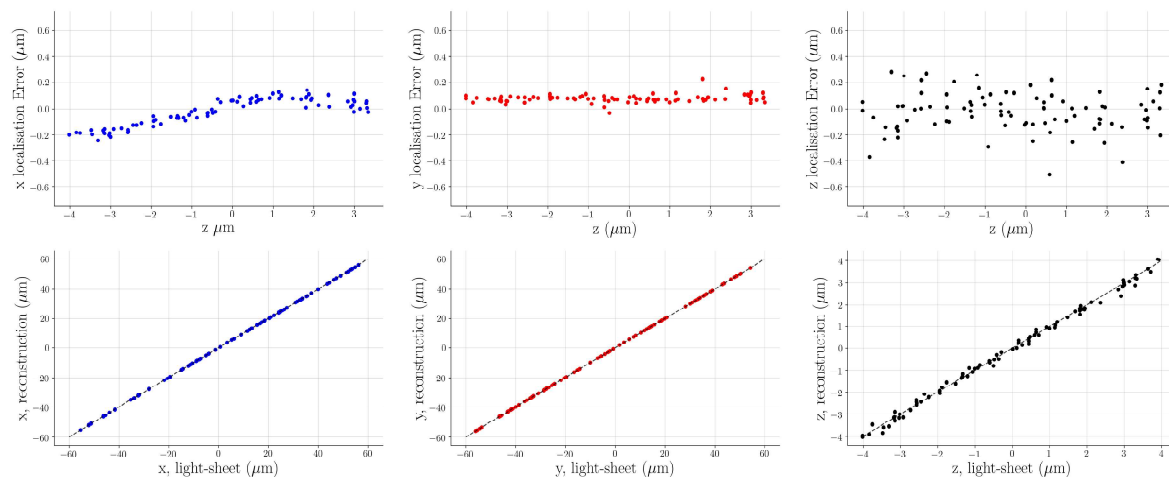 x localisation Error (μm)
0.6
0.4
0.2
0.0
−0.2
−0.4
−0.6
−4 −3 −2 −1 0 1 2 3
z μm
y localisation Error (μm)
0.6
0.4
0.2
0.0
−0.2
−0.4
−0.6
−4 −3 −2 −1 0 1 2 3
z (μm)
z localisation Error (um)
0.6
0.4
0.2
0.0
−0.2
−0.4
−0.6
−4 −3 −2 −1 0 1 2 3
z (μm)
x, reconstruction (μm)
60
40
20
0
20
−40
−60
−60 −40 −20 0 20 40 60
x, light-sheet (μm)
y, reconstruction (μm)
60
40
20
0
20
−40
−60
−60 −40 −20 0 20 40 60
y, light-sheet (μm)
z, reconstruction (μm)
4
3
2
1
0
−1
−2
−3
−4
−4 −3 −2 −1 0 1 2 3 4
z, light-sheet (μm)